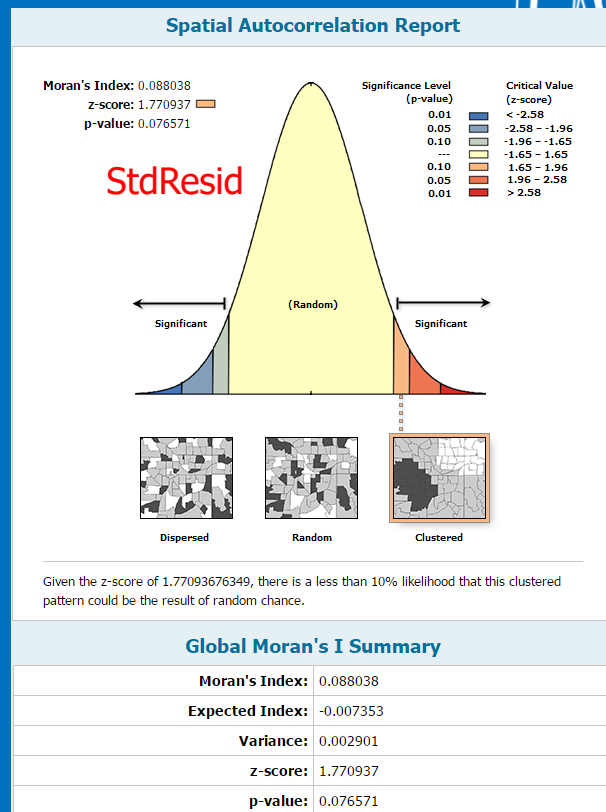 Spatial Autocorrelation Report
Moran's Index: 0.088038
z-score: 1.770937
p-value: 0.076571
StdResid
Significance Level
(p-value)
Critical Value
(z-score)
0.01 < -2.58
0.05 -2.58 – -1.96
0.10 -1.96 – -1.65
--- -1.65 – 1.65
0.10 1.65 – 1.96
0.05 1.96 – 2.58
0.01 > 2.58
(Random)
Significant
Significant
Dispersed
Random
Clustered
Given the z-score of 1.77093676349, there is a less than 10% likelihood that this clustered
pattern could be the result of random chance.
Global Moran's I Summary
Moran's Index: 0.088038
Expected Index: -0.007353
Variance: 0.002901
z-score: 1.770937
p-value: 0.076571